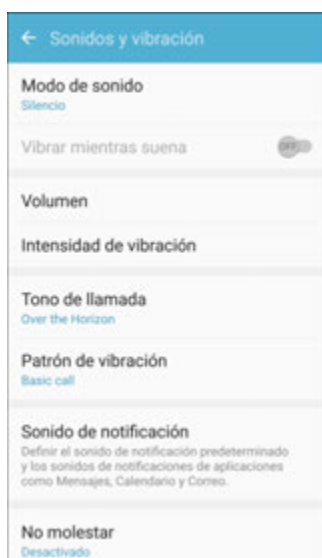 Sonidos y vibración
Modo de sonido
Silencio
Vibrar mientras suena
OFF
Volumen
Intensidad de vibración
Tono de llamada
Over the Horizon
Patrón de vibración
Basic call
Sonido de notificación
Definir el sonido de notificación predeterminado
y los sonidos de notificaciones de aplicaciones
como Mensajes, Calendario y Correo.
No molestar
Desactivado